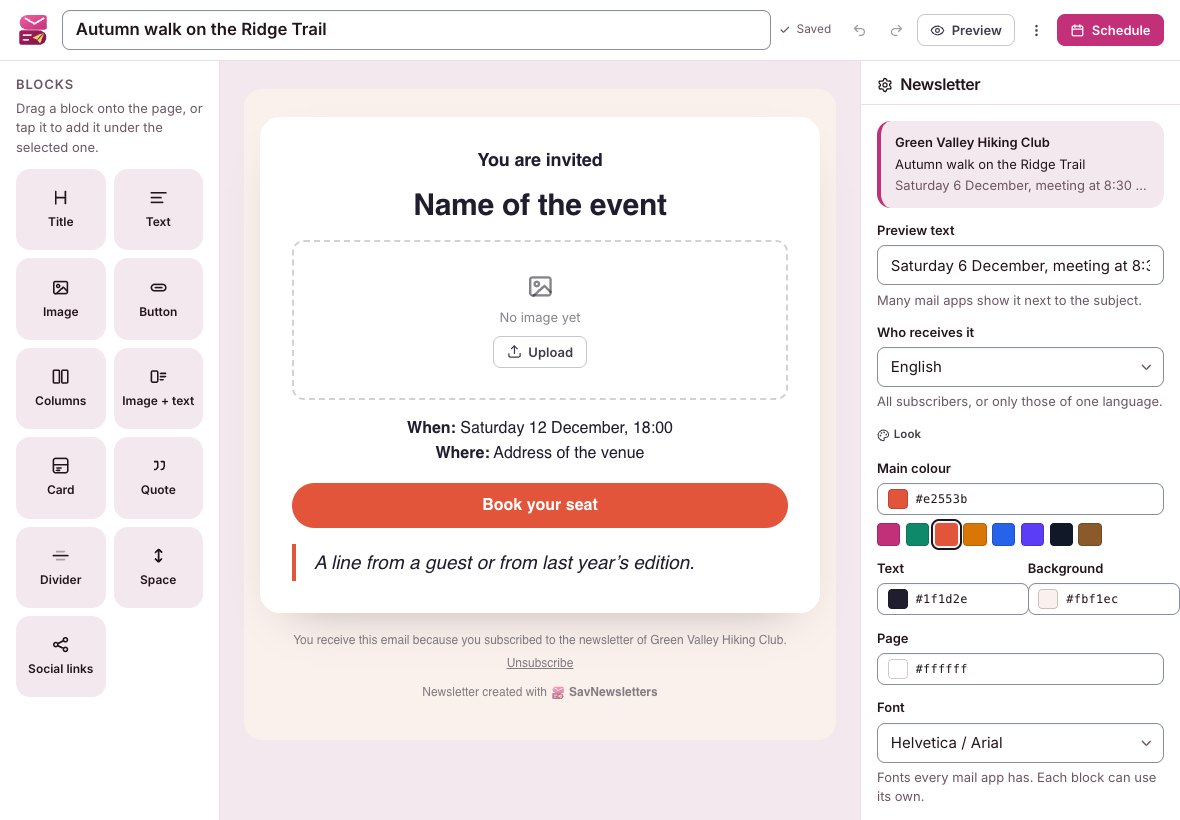 Autumn walk on the Ridge Trail
Saved
Preview
Schedule
BLOCKS
Drag a block onto the page, or
tap it to add it under the
selected one.
Title
Text
Image
Button
Columns
Image + text
Card
Quote
Divider
Space
Social links
You are invited
Name of the event
No image yet
Upload
When: Saturday 12 December, 18:00
Where: Address of the venue
Book your seat
A line from a guest or from last year’s edition.
You receive this email because you subscribed to the newsletter of Green Valley Hiking Club.
Unsubscribe
Newsletter created with SavNewsletters
Newsletter
Green Valley Hiking Club
Autumn walk on the Ridge Trail
Saturday 6 December, meeting at 8:30 ...
Preview text
Saturday 6 December, meeting at 8:3
Many mail apps show it next to the subject.
Who receives it
English
All subscribers, or only those of one language.
Look
Main colour
#e2553b
Text
Background
#1f1d2e
#fbf1ec
Page
#ffffff
Font
Helvetica / Arial
Fonts every mail app has. Each block can use
its own.